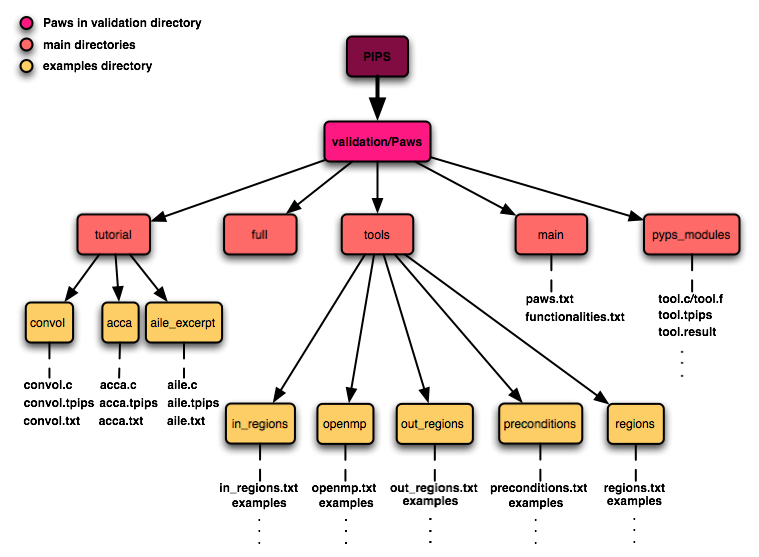 Paws in validation directory
main directories
examples directory
PIPS
validation/Paws
tutorial
full
tools
main
pyps_modules
paws.txt
functionalities.txt
tool.c/tool.f
tool.tpips
tool.result
convol
acca
aile_excerpt
convol.c
convol.tpips
convol.txt
acca.c
acca.tpips
acca.txt
aile.c
aile.tpips
aile.txt
in_regions
openmp
out_regions
preconditions
regions
in_regions.txt
examples
openmp.txt
examples
out_regions.txt
examples
preconditions.txt
examples
regions.txt
examples